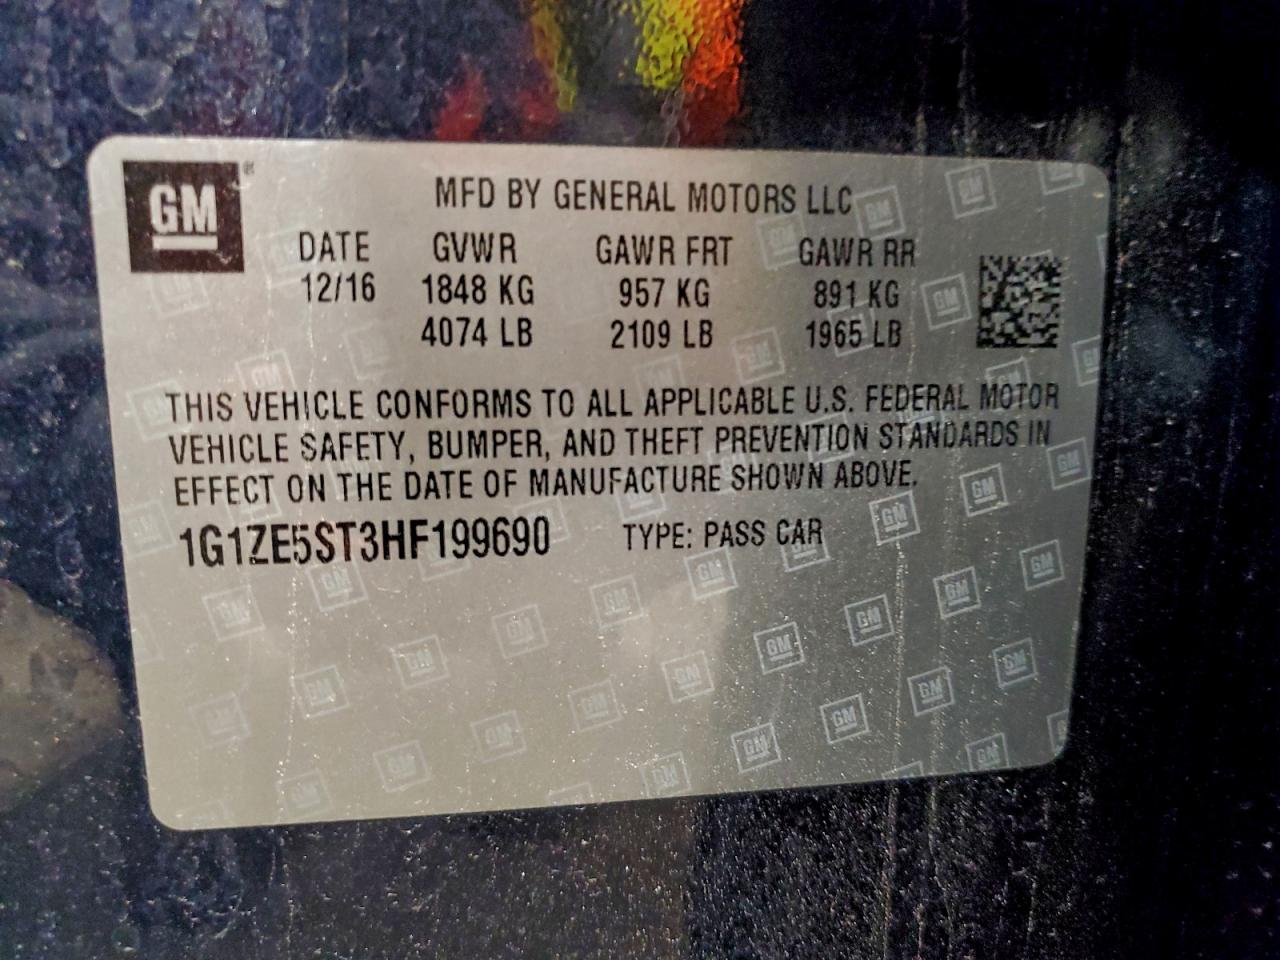 GM
MFD BY GENERAL MOTORS LLC
DATE GVWR GAWR FRT GAWR RR
12/16 1848 KG 957 KG 891 KG
4074 LB 2109 LB 1965 LB
THIS VEHICLE CONFORMS TO ALL APPLICABLE U.S. FEDERAL MOTOR
VEHICLE SAFETY, BUMPER, AND THEFT PREVENTION STANDARDS IN
EFFECT ON THE DATE OF MANUFACTURE SHOWN ABOVE.
1G1ZE5ST3HF199690 TYPE: PASS CAR